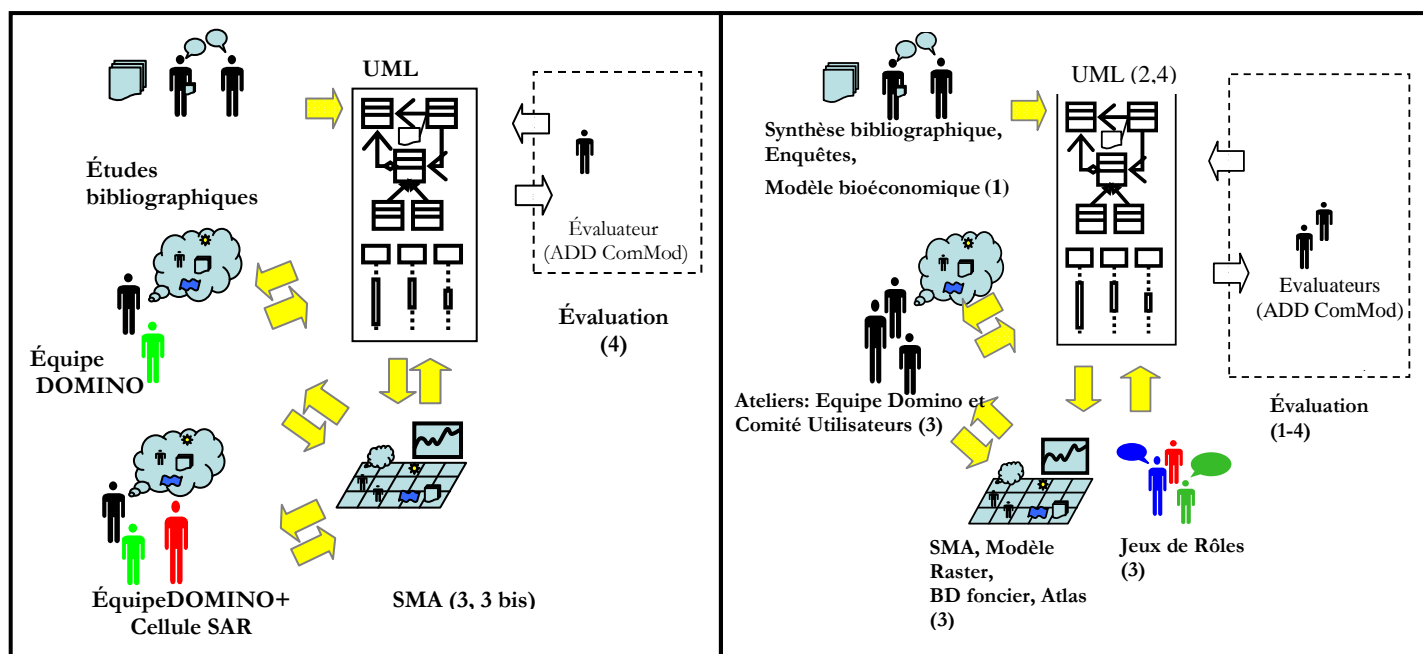 UML
Études
bibliographiques
Évaluateur
(ADD ComMod)
Évaluation
(4)
Équipe
DOMINO
ÉquipeDOMINO+
Cellule SAR
SMA (3, 3 bis)
UML (2,4)
Synthèse bibliographique,
Enquêtes,
Modèle bioéconomique (1)
Evaluateurs
(ADD ComMod)
Ateliers: Equipe Domino et
Comité Utilisateurs (3)
Évaluation
(1-4)
SMA, Modèle
Raster,
BD foncier, Atlas
(3)
Jeux de Rôles
(3)